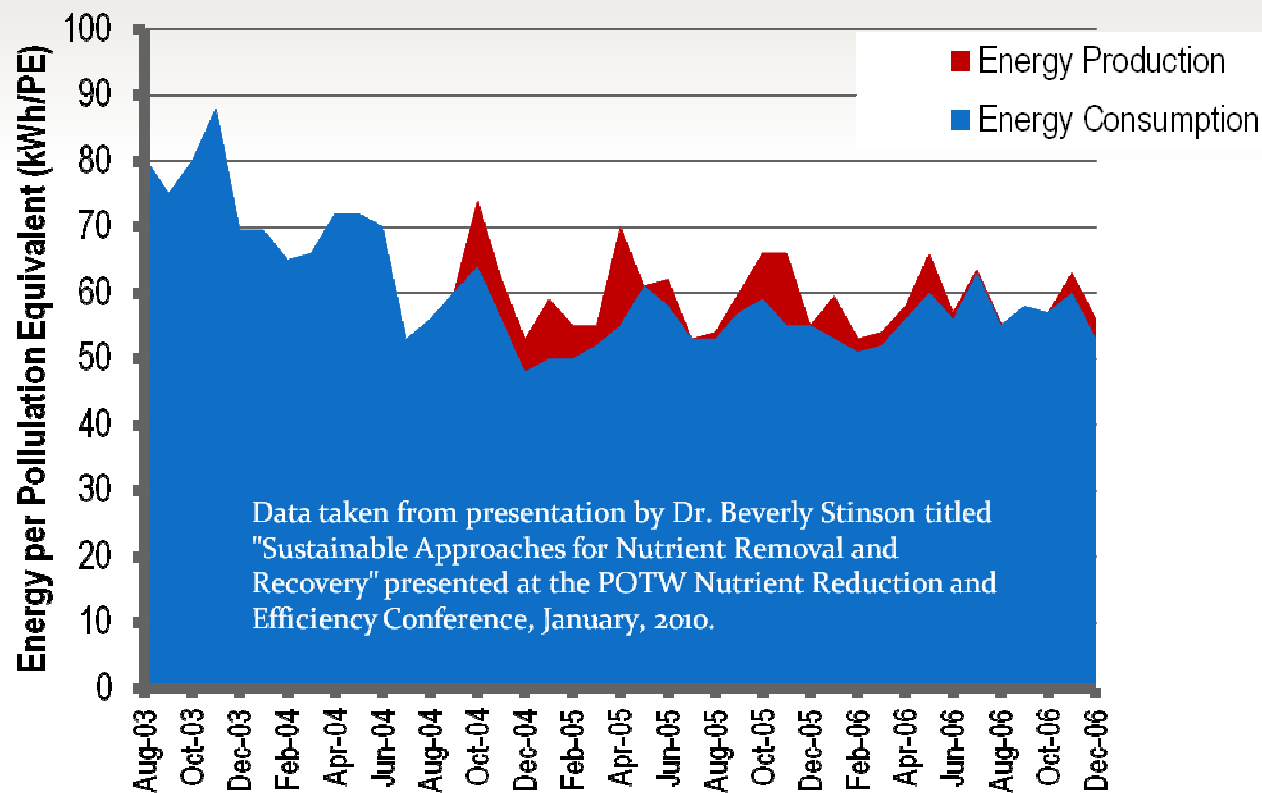 Energy Production
Energy Consumption
Energy per Pollulation Equivalent (kWh/PE)
100
90
80
70
60
50
40
30
20
10
0
Data taken from presentation by Dr. Beverly Stinson titled
"Sustainable Approaches for Nutrient Removal and
Recovery" presented at the POTW Nutrient Reduction and
Efficiency Conference, January, 2010.
Aug-03
Oct-03
Dec-03
Feb-04
Apr-04
Jun-04
Aug-04
Oct-04
Dec-04
Feb-05
Apr-05
Jun-05
Aug-05
Oct-05
Dec-05
Feb-06
Apr-06
Jun-06
Aug-06
Oct-06
Dec-06